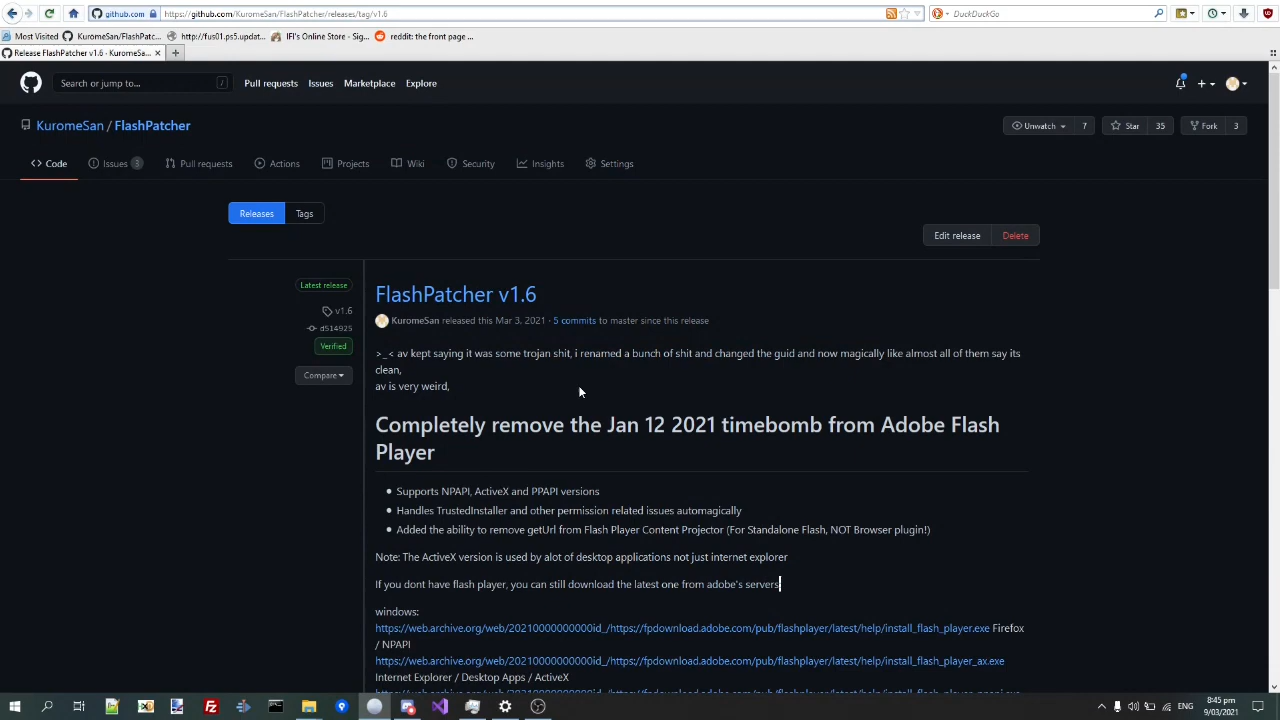 github.com
https://github.com/KuromeSan/FlashPatcher/releases/tag/v1.6
DuckDuckGo
Most Visited
KuromeSan/FlashPatc...
http://fus01.ps5.updat...
IFI's Online Store - Sig...
reddit: the front page ...
Release FlashPatcher v1.6 · KuromeSa...
Search or jump to...
/
Pull requests
Issues
Marketplace
Explore
KuromeSan / FlashPatcher
Unwatch 7
Star 35
Fork 3
Code
Issues 3
Pull requests
Actions
Projects
Wiki
Security
Insights
Settings
Releases
Tags
Edit release
Delete
Latest release
v1.6
d514925
Verified
Compare
FlashPatcher v1.6
KuromeSan released this Mar 3, 2021 · 5 commits to master since this release
>_< av kept saying it was some trojan shit, i renamed a bunch of shit and changed the guid and now magically like almost all of them say its
clean,
av is very weird,
Completely remove the Jan 12 2021 timebomb from Adobe Flash
Player
Supports NPAPI, ActiveX and PPAPI versions
Handles TrustedInstaller and other permission related issues automagically
Added the ability to remove getUrl from Flash Player Content Projector (For Standalone Flash, NOT Browser plugin!)
Note: The ActiveX version is used by alot of desktop applications not just internet explorer
If you dont have flash player, you can still download the latest one from adobe's servers
windows:
https://web.archive.org/web/20210000000000id_/https://fpdownload.adobe.com/pub/flashplayer/latest/help/install_flash_player.exe Firefox
/ NPAPI
https://web.archive.org/web/20210000000000id_/https://fpdownload.adobe.com/pub/flashplayer/latest/help/install_flash_player_ax.exe
Internet Explorer / Desktop Apps / ActiveX
ENG
8:45 pm
9/03/2021